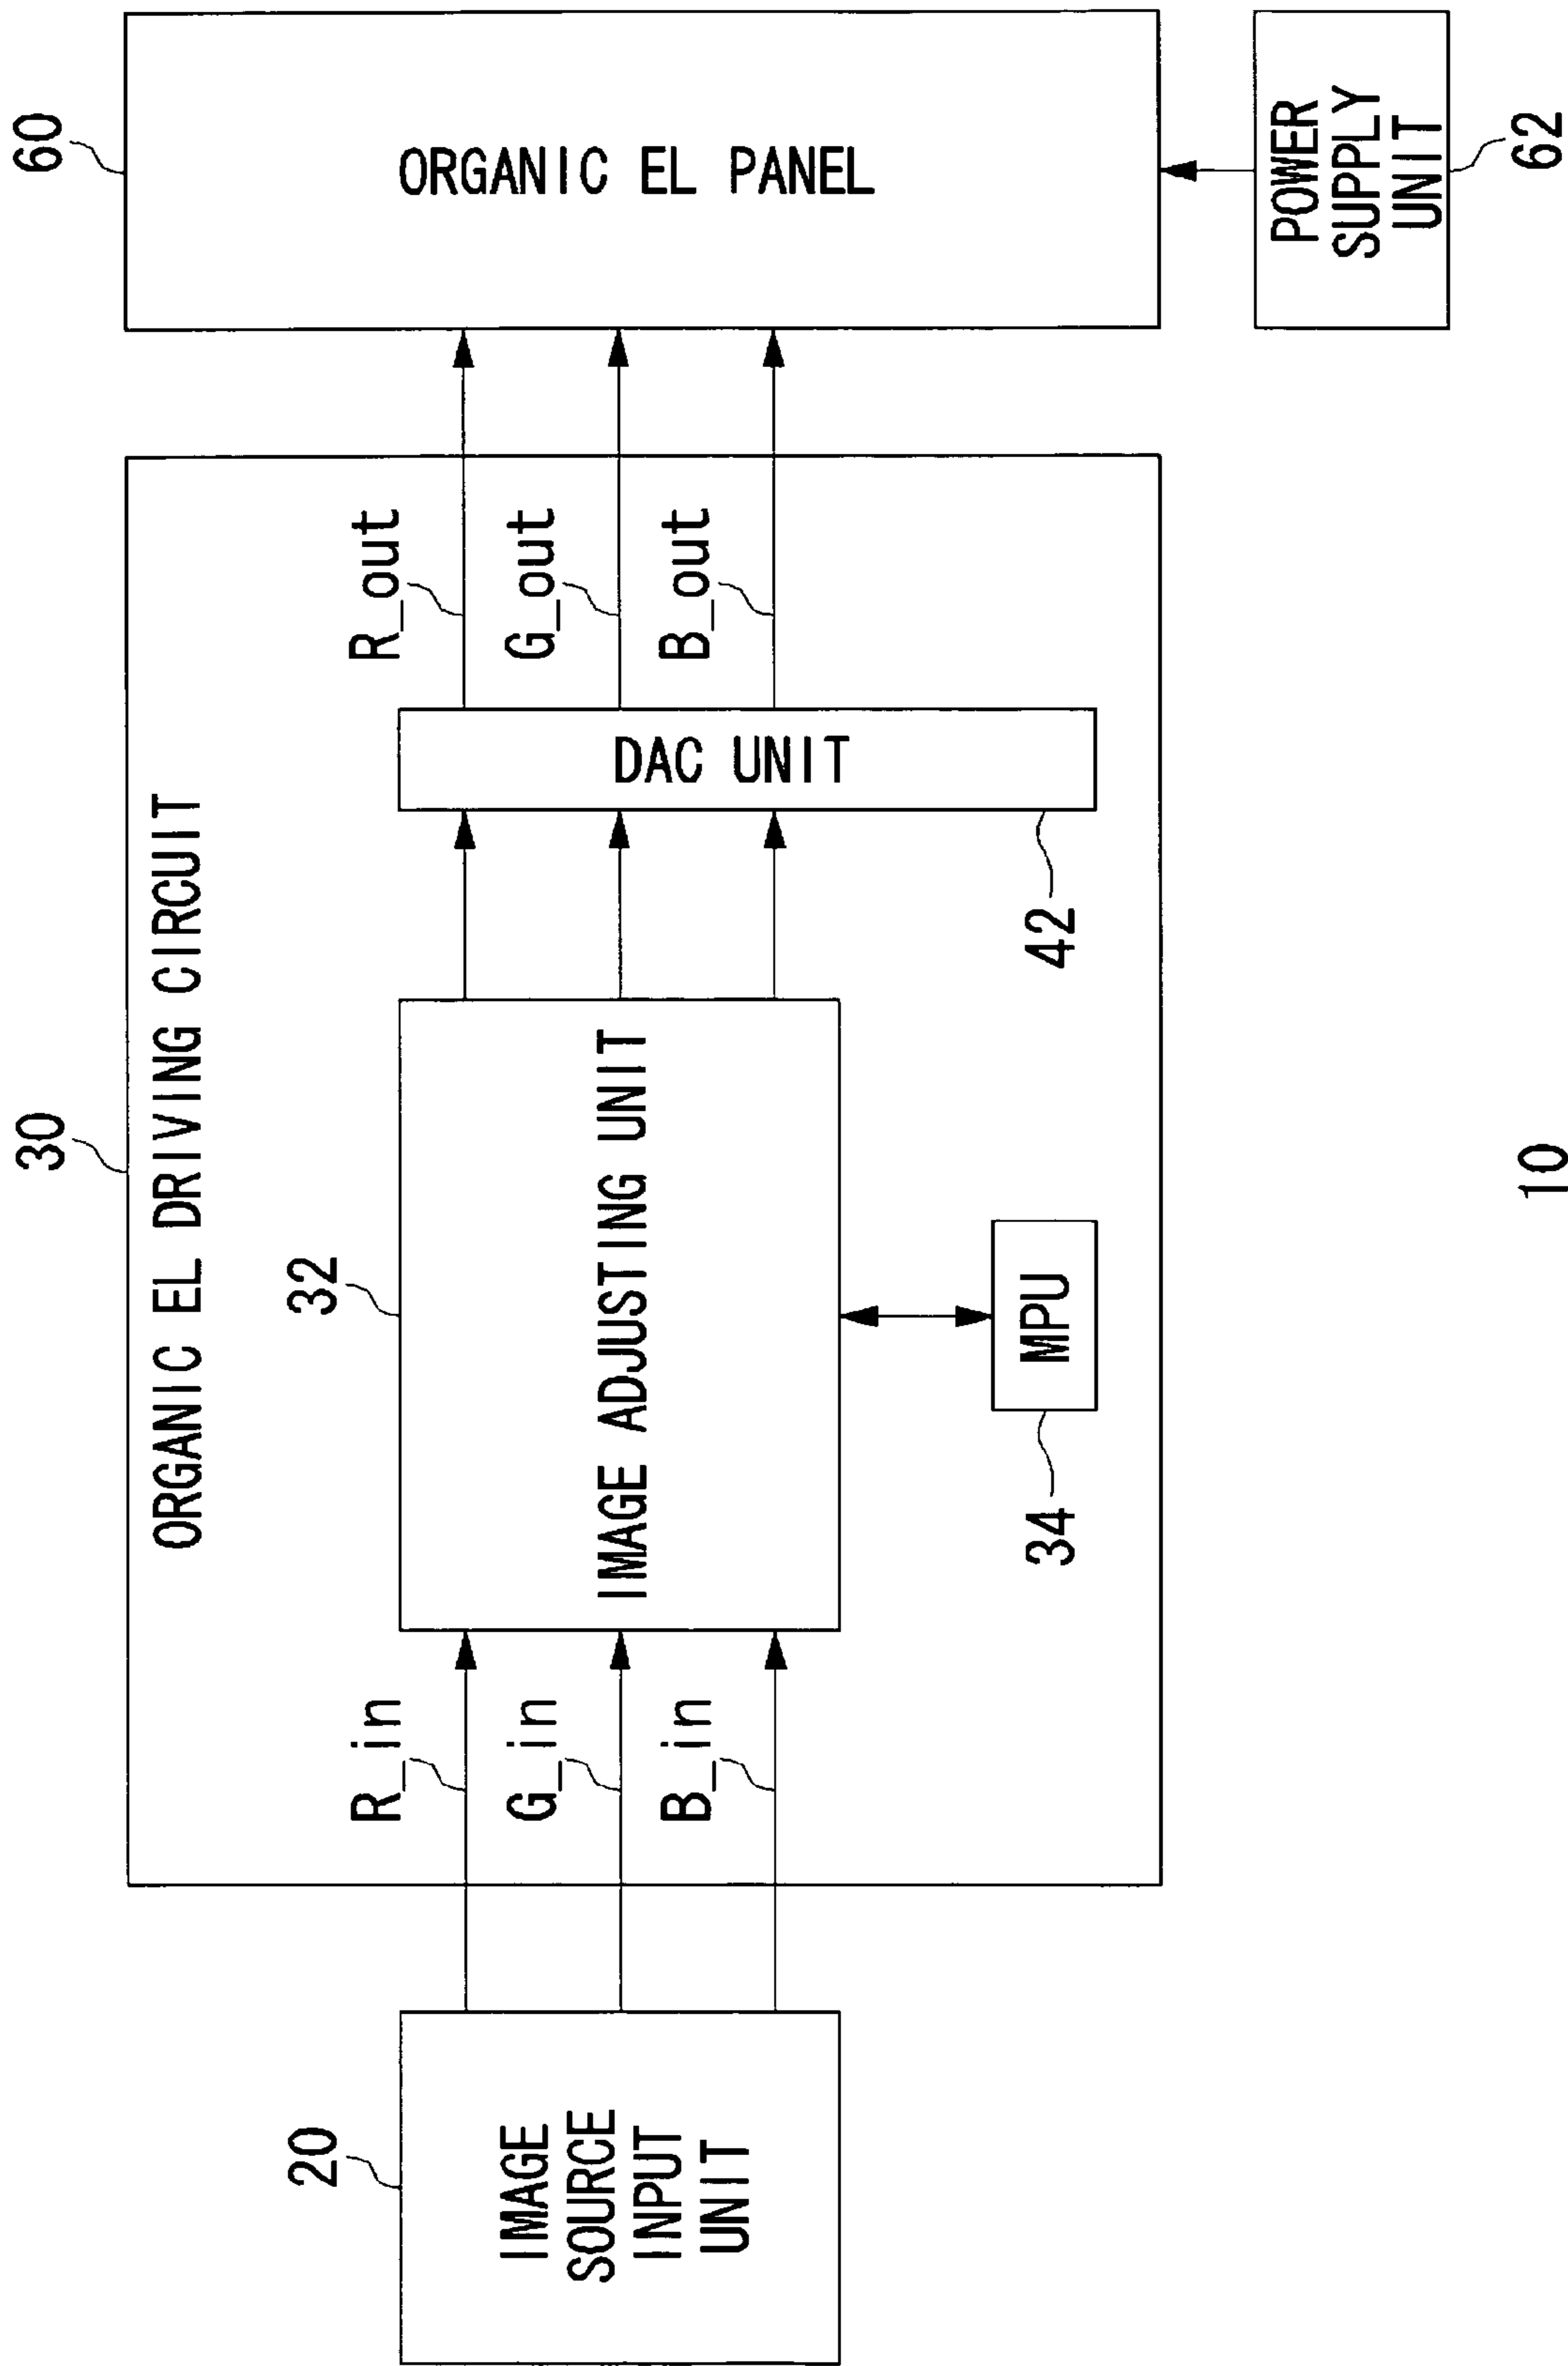 20
IMAGE
SOURCE
INPUT
UNIT
R_in
G_in
B_in
30
ORGANIC EL DRIVING CIRCUIT
32
IMAGE ADJUSTING UNIT
34
MPU
DAC UNIT
42
R_out
G_out
B_out
60
ORGANIC EL PANEL
POWER
SUPPLY
UNIT
62
10